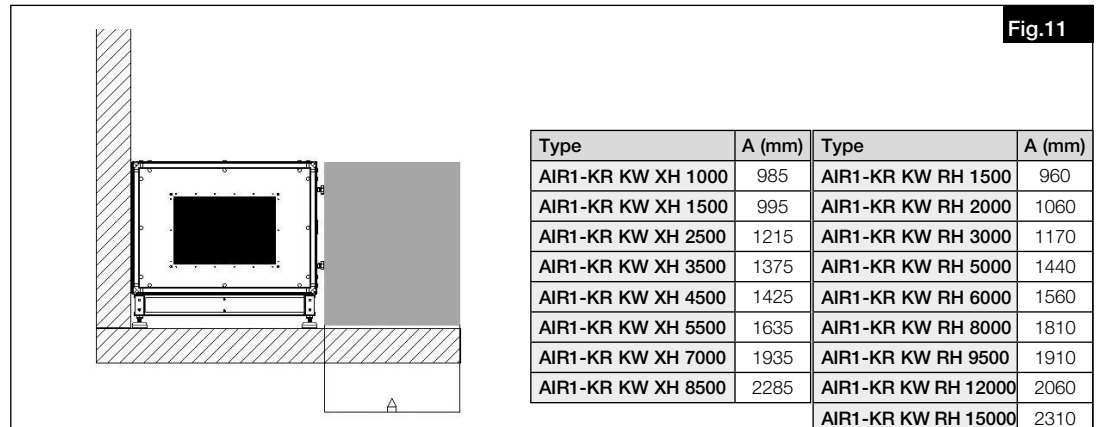 Fig.11
Type A (mm) Type A (mm)
AIR1-KR KW XH 1000 985 AIR1-KR KW RH 1500 960
AIR1-KR KW XH 1500 995 AIR1-KR KW RH 2000 1060
AIR1-KR KW XH 2500 1215 AIR1-KR KW RH 3000 1170
AIR1-KR KW XH 3500 1375 AIR1-KR KW RH 5000 1440
AIR1-KR KW XH 4500 1425 AIR1-KR KW RH 6000 1560
AIR1-KR KW XH 5500 1635 AIR1-KR KW RH 8000 1810
AIR1-KR KW XH 7000 1935 AIR1-KR KW RH 9500 1910
AIR1-KR KW XH 8500 2285 AIR1-KR KW RH 12000 2060
AIR1-KR KW RH 15000 2310
A